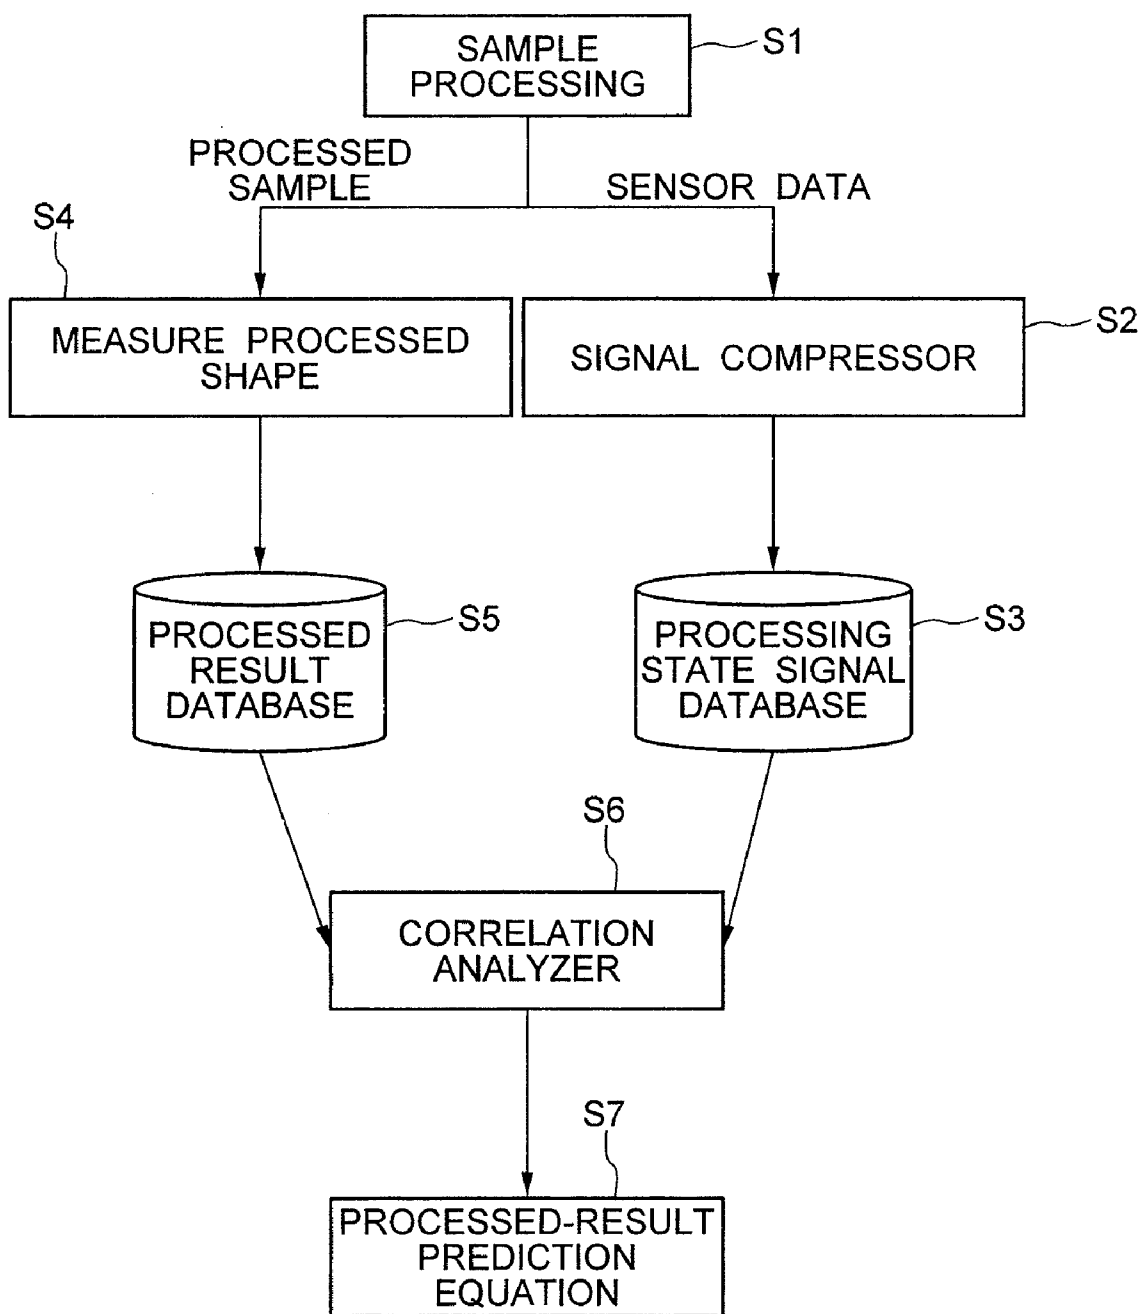 SAMPLE
PROCESSING
S1
PROCESSED
SAMPLE
SENSOR DATA
S4
MEASURE PROCESSED
SHAPE
SIGNAL COMPRESSOR
S2
PROCESSED
RESULT
DATABASE
S5
PROCESSING
STATE SIGNAL
DATABASE
S3
S6
CORRELATION
ANALYZER
S7
PROCESSED-RESULT
PREDICTION
EQUATION